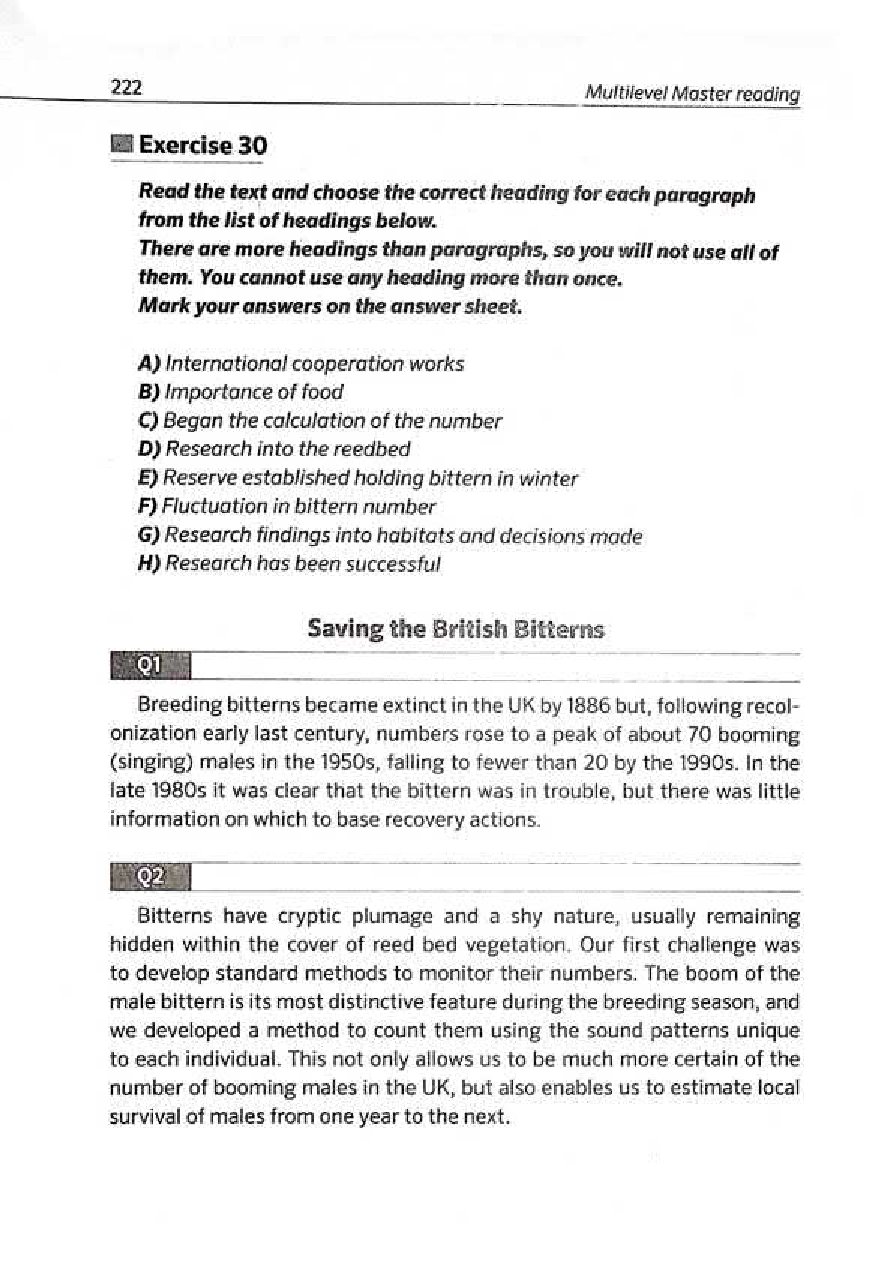 222
Multilevel Master reading
Exercise 30
Read the text and choose the correct heading for each paragraph
from the list of headings below.
There are more headings than paragraphs, so you will not use all of
them. You cannot use any heading more than once.
Mark your answers on the answer sheet.
A) International cooperation works
B) Importance of food
C) Began the calculation of the number
D) Research into the reedbed
E) Reserve established holding bittern in winter
F) Fluctuation in bittern number
G) Research findings into habitats and decisions made
H) Research has been successful
Saving the British Bitterns
Q1
Breeding bitterns became extinct in the UK by 1886 but, following recol-
onization early last century, numbers rose to a peak of about 70 booming
(singing) males in the 1950s, falling to fewer than 20 by the 1990s. In the
late 1980s it was clear that the bittern was in trouble, but there was little
information on which to base recovery actions.
Q2
Bitterns have cryptic plumage and a shy nature, usually remaining
hidden within the cover of reed bed vegetation. Our first challenge was
to develop standard methods to monitor their numbers. The boom of the
male bittern is its most distinctive feature during the breeding season, and
we developed a method to count them using the sound patterns unique
to each individual. This not only allows us to be much more certain of the
number of booming males in the UK, but also enables us to estimate local
survival of males from one year to the next.